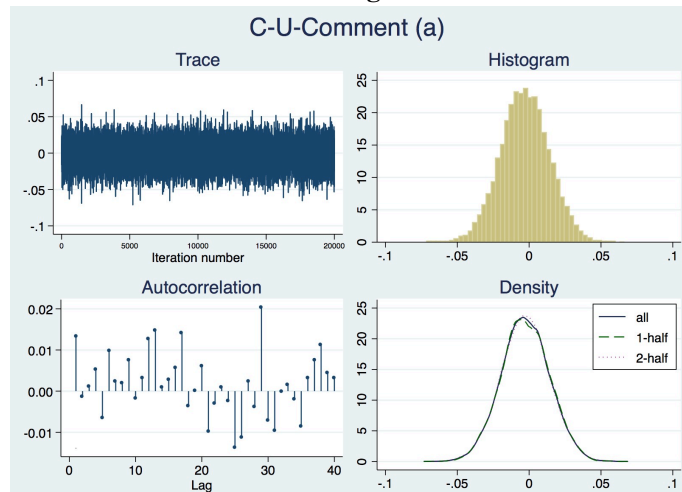 C-U-Comment (a)
Trace
.1
.05
0
-.05
-.1
0 5000 10000 15000 20000
Iteration number
Histogram
25
20
15
10
5
0
-.1 -.05 0 .05 .1
Autocorrelation
0.02
0.01
0.00
-0.01
0 10 20 30 40
Lag
Density
all
1-half
2-half
25
20
15
10
5
0
-.1 -.05 0 .05 .1